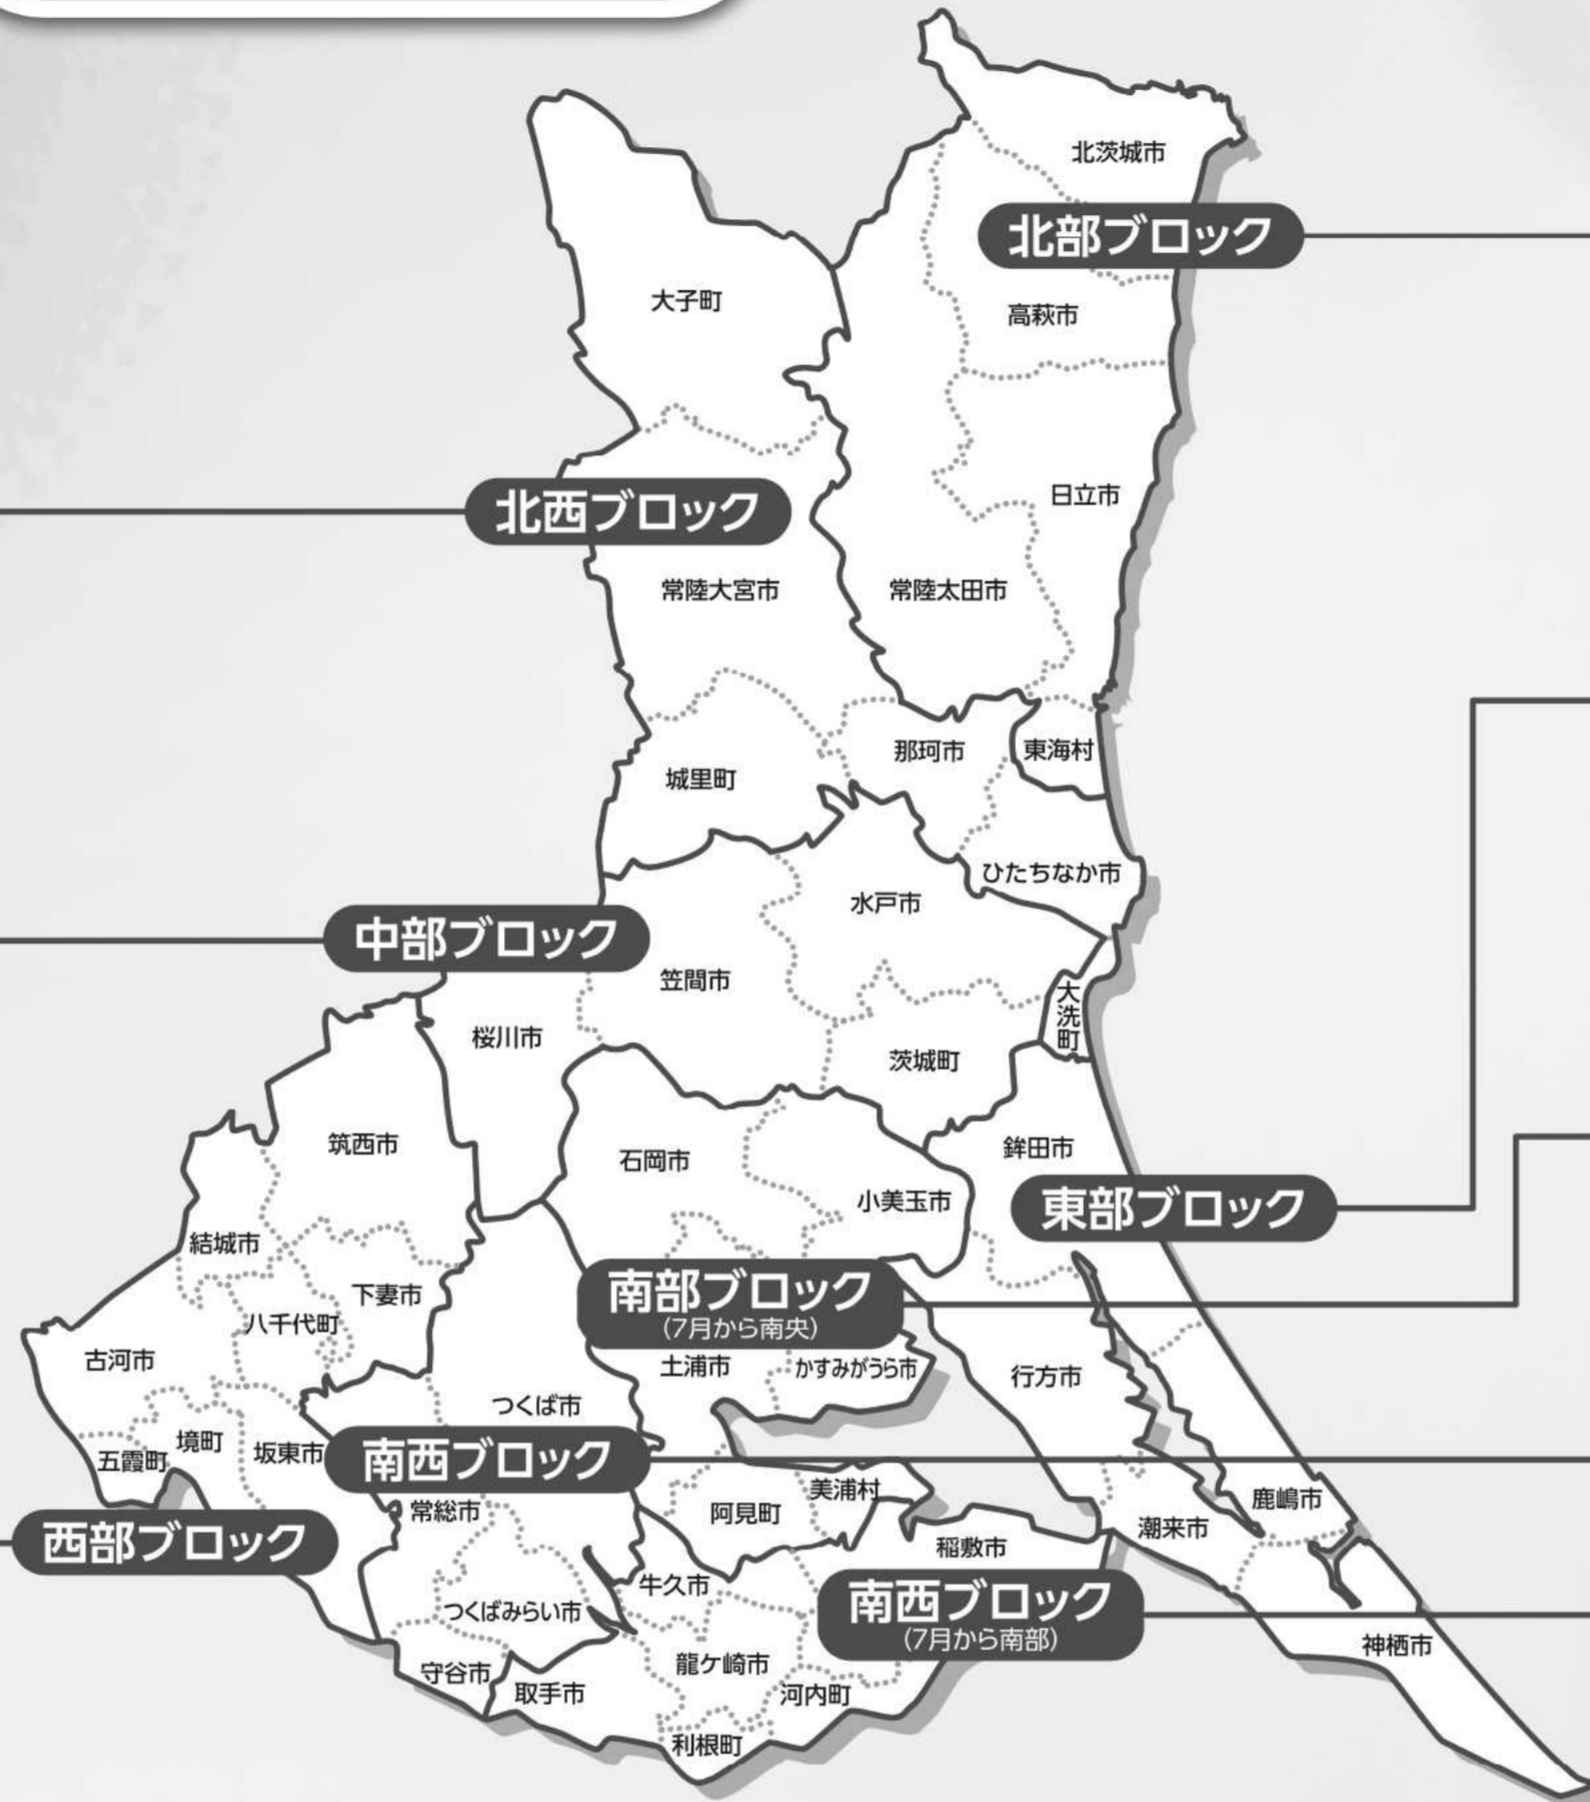 北茨城市
北部ブロック
大子町
高萩市
日立市
北西ブロック
常陸大宮市
常陸太田市
那珂市
東海村
城里町
ひたちなか市
水戸市
中部ブロック
笠間市
大洗町
桜川市
茨城町
筑西市
石岡市
鉾田市
小美玉市
東部ブロック
結城市
下妻市
南部ブロック
(7月から南央)
八千代町
古河市
土浦市
かすみがうら市
行方市
つくば市
境町
坂東市
五霞町
南西ブロック
美浦村
鹿嶋市
常総市
阿見町
潮来市
西部ブロック
稲敷市
牛久市
つくばみらい市
南西ブロック
(7月から南部)
神栖市
龍ケ崎市
守谷市
取手市
河内町
利根町